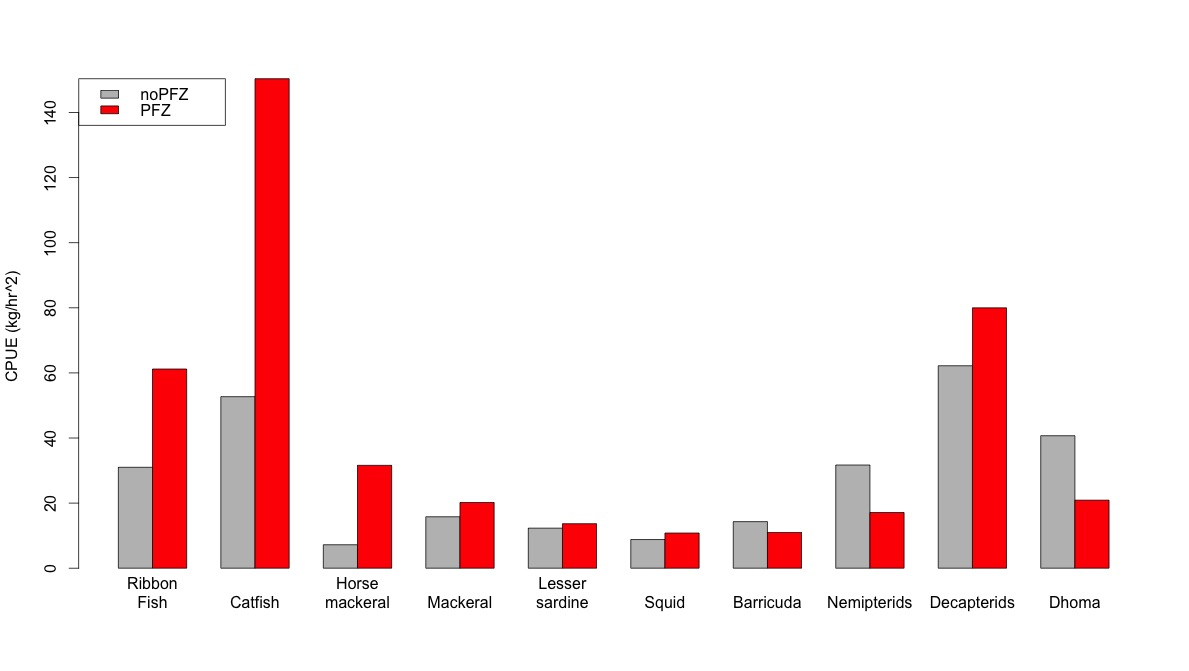 noPFZ
PFZ
CPUE (kg/hr^2)
140
120
100
80
60
40
20
0
Ribbon
Fish
Catfish
Horse
mackeral
Mackeral
Lesser
sardine
Squid
Barricuda
Nemipterids
Decapterids
Dhoma